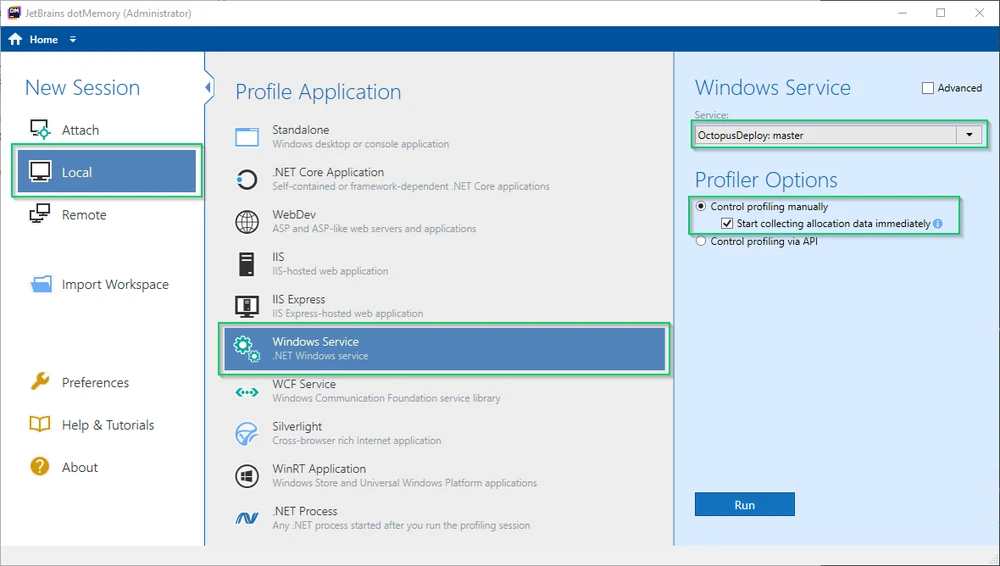 JetBrains dotMemory (Administrator)
Home
New Session
Attach
Local
Remote
Import Workspace
Preferences
Help & Tutorials
About
Profile Application
Standalone
Windows desktop or console application
.NET Core Application
Self-contained or framework-dependent .NET Core applications
WebDev
ASP and ASP-like web servers and applications
IIS
IIS-hosted web application
IIS Express
IIS Express-hosted web application
Windows Service
.NET Windows service
WCF Service
Windows Communication Foundation service library
Silverlight
Cross-browser rich Internet application
WinRT Application
Windows Store and Universal Windows Platform applications
.NET Process
Any .NET process started after you run the profiling session
Windows Service
Advanced
Service:
OctopusDeploy: master
Profiler Options
Control profiling manually
Start collecting allocation data immediately
Control profiling via API
Run